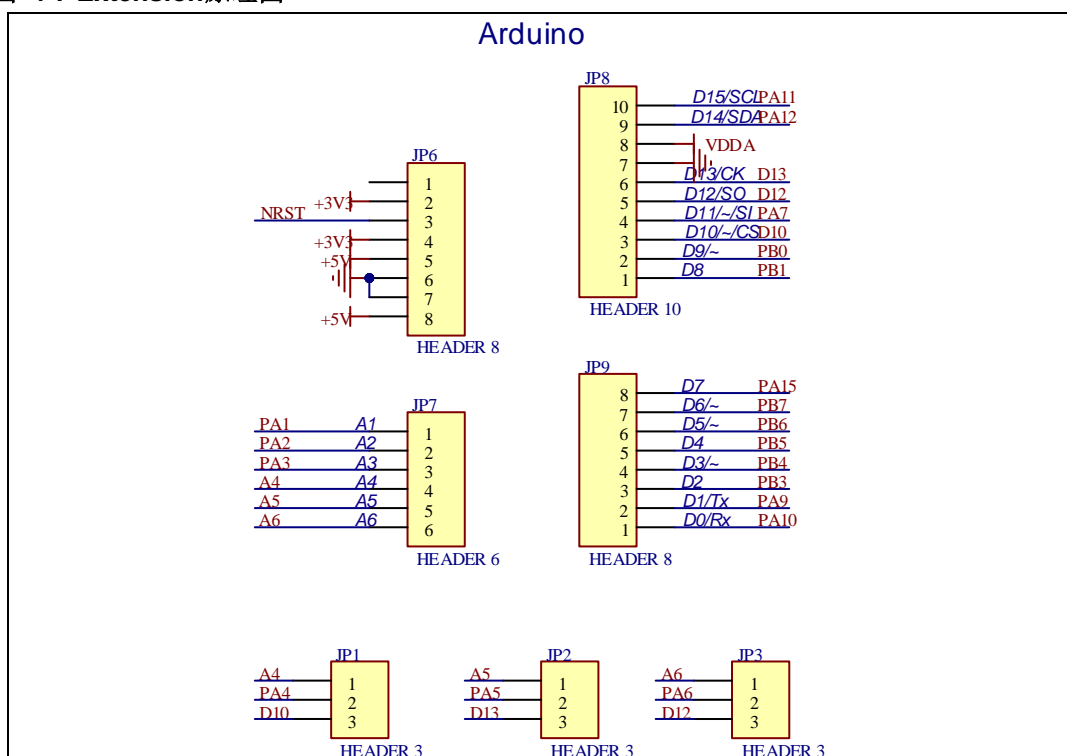 Arduino
JP8
10 D15/SCL PA11
9 D14/SDA PA12
8 VDDA
7
6 D13/CK D13
5 D12/SO D12
4 D11/~/SI PA7
3 D10/~/CS D10
2 D9/~ PB0
1 D8 PB1
HEADER 10
JP6
1
+3V3 2
NRST 3
+3V3 4
+5V 5
6
7
+5V 8
HEADER 8
JP9
8 D7 PA15
7 D6/~ PB7
6 D5/~ PB6
5 D4 PB5
4 D3/~ PB4
3 D2 PB3
2 D1/Tx PA9
1 D0/Rx PA10
HEADER 8
JP7
PA1 A1 1
PA2 A2 2
PA3 A3 3
A4 A4 4
A5 A5 5
A6 A6 6
HEADER 6
JP1
A4 1
PA4 2
D10 3
HEADER 3
JP2
A5 1
PA5 2
D13 3
HEADER 3
JP3
A6 1
PA6 2
D12 3
HEADER 3